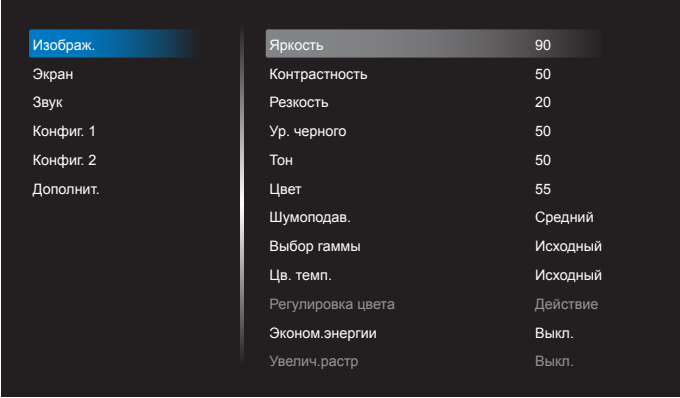 Изображ.
Экран
Звук
Конфиг. 1
Конфиг. 2
Дополнит.
Яркость 90
Контрастность 50
Резкость 20
Ур. черного 50
Тон 50
Цвет 55
Шумоподав. Средний
Выбор гаммы Исходный
Цв. темп. Исходный
Регулировка цвета Действие
Эконом.энергии Выкл.
Увелич.растр Выкл.